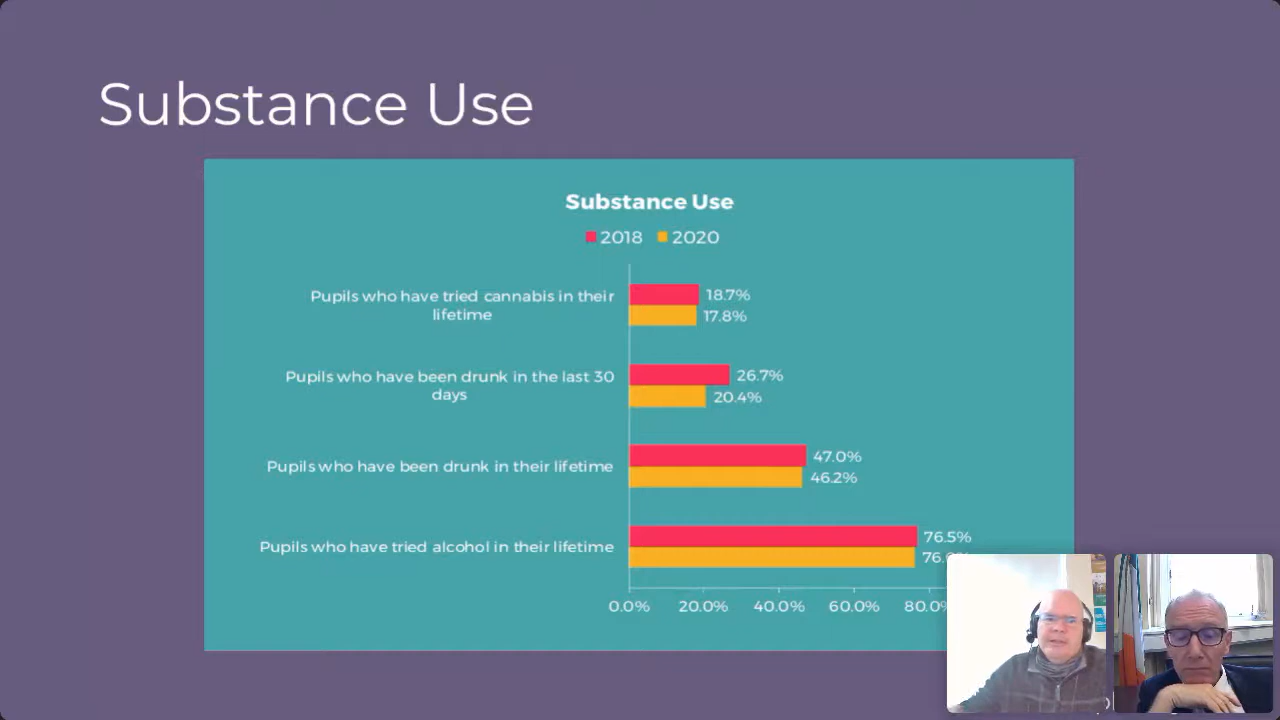 Substance Use
Substance Use
2018 2020
Pupils who have tried cannabis in their
lifetime
18.7%
17.8%
Pupils who have been drunk in the last 30
days
26.7%
20.4%
Pupils who have been drunk in their lifetime
47.0%
46.2%
Pupils who have tried alcohol in their lifetime
76.5%
0.0% 20.0% 40.0% 60.0%